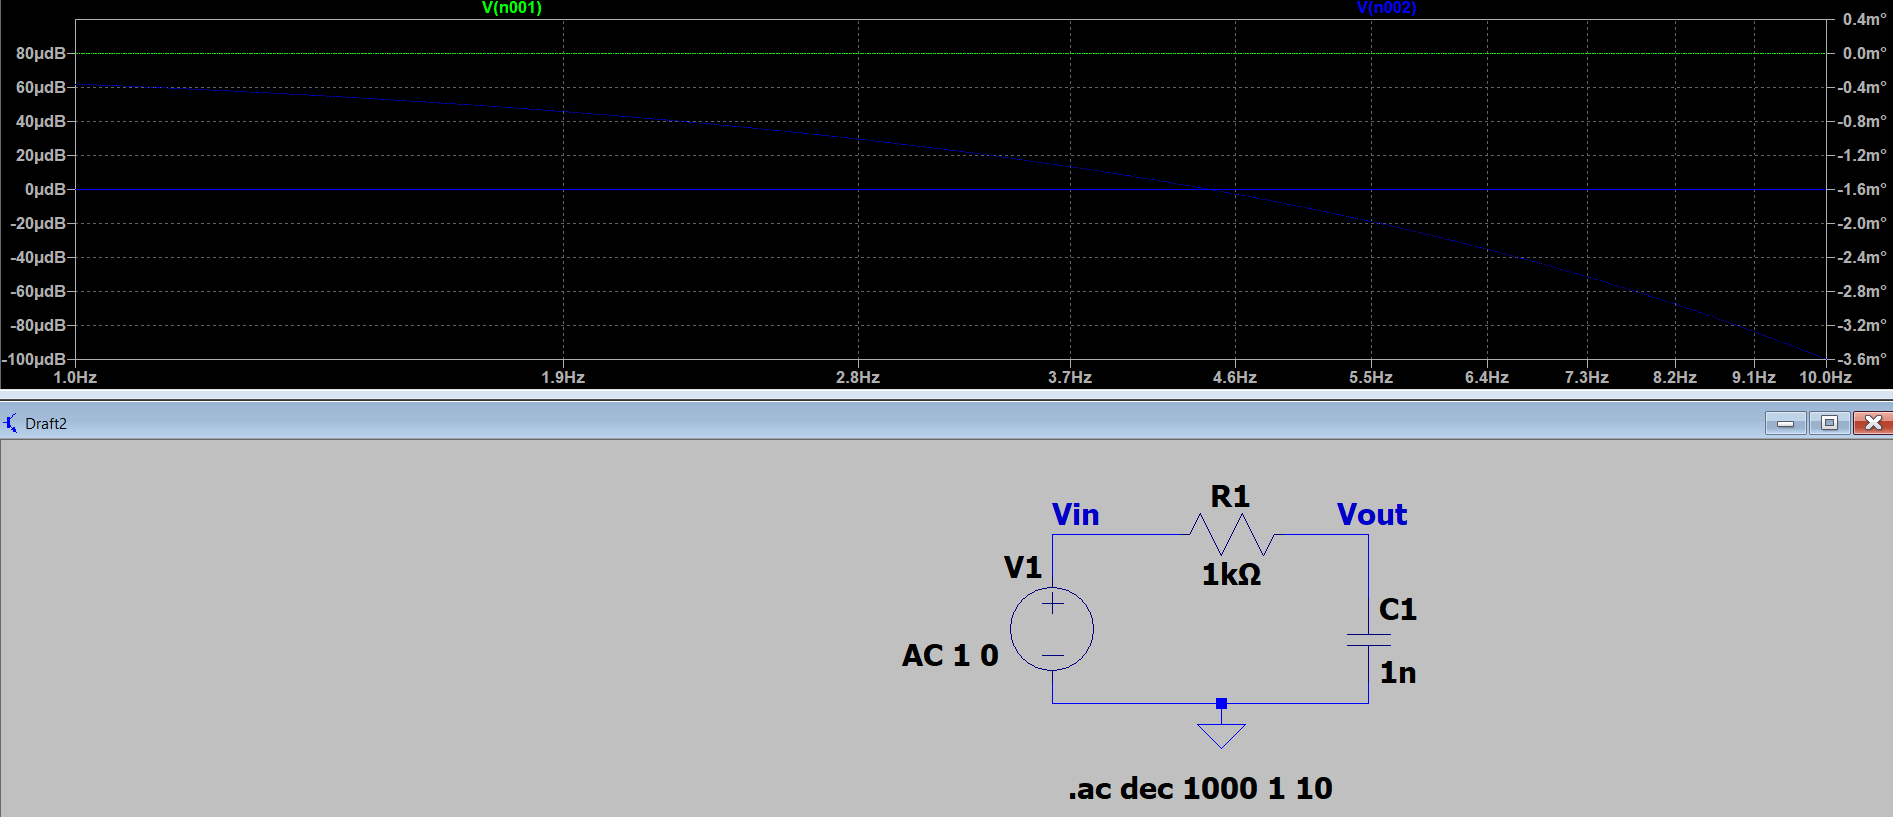 V(n001) V(n002)
0.4m°
80µdB 0.0m°
60µdB -0.4m°
40µdB -0.8m°
20µdB -1.2m°
0µdB -1.6m°
-20µdB -2.0m°
-40µdB -2.4m°
-60µdB -2.8m°
-80µdB -3.2m°
-100µdB -3.6m°
1.0Hz 1.9Hz 2.8Hz 3.7Hz 4.6Hz 5.5Hz 6.4Hz 7.3Hz 8.2Hz 9.1Hz 10.0Hz
Draft2
R1
Vin Vout
V1 1kΩ
C1
AC 1 0
1n
.ac dec 1000 1 10